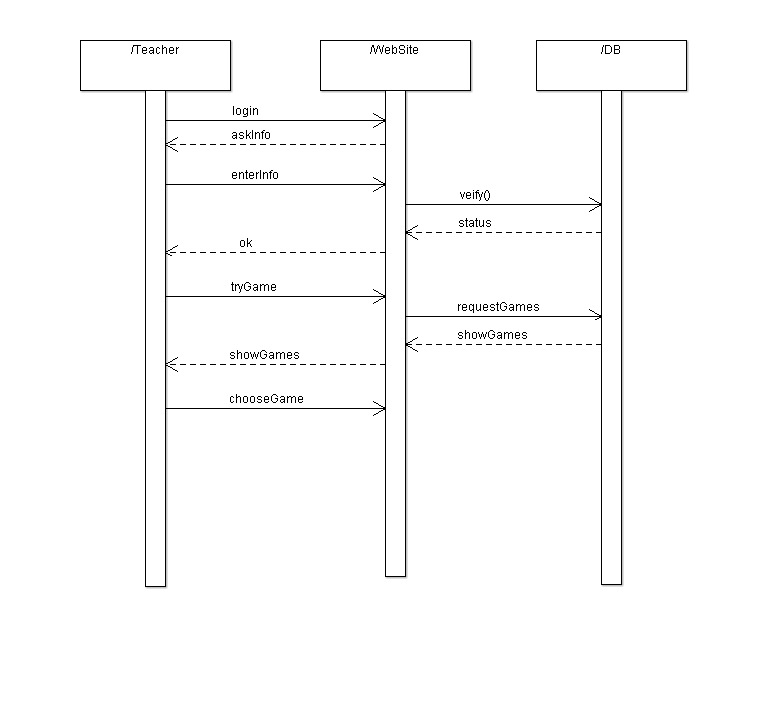 /Teacher
/WebSite
/DB
login
askInfo
enterInfo
veify()
status
ok
tryGame
requestGames
showGames
showGames
chooseGame